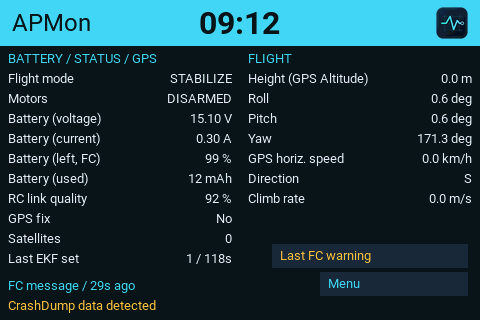 APMon 09:12
BATTERY / STATUS / GPS
Flight mode STABILIZE
Motors DISARMED
Battery (voltage) 15.10 V
Battery (current) 0.30 A
Battery (left, FC) 99 %
Battery (used) 12 mAh
RC link quality 92 %
GPS fix No
Satellites 0
Last EKF set 1 / 118s
FC message / 29s ago
CrashDump data detected
FLIGHT
Height (GPS Altitude) 0.0 m
Roll 0.6 deg
Pitch 0.6 deg
Yaw 171.3 deg
GPS horiz. speed 0.0 km/h
Direction S
Climb rate 0.0 m/s
Last FC warning
Menu